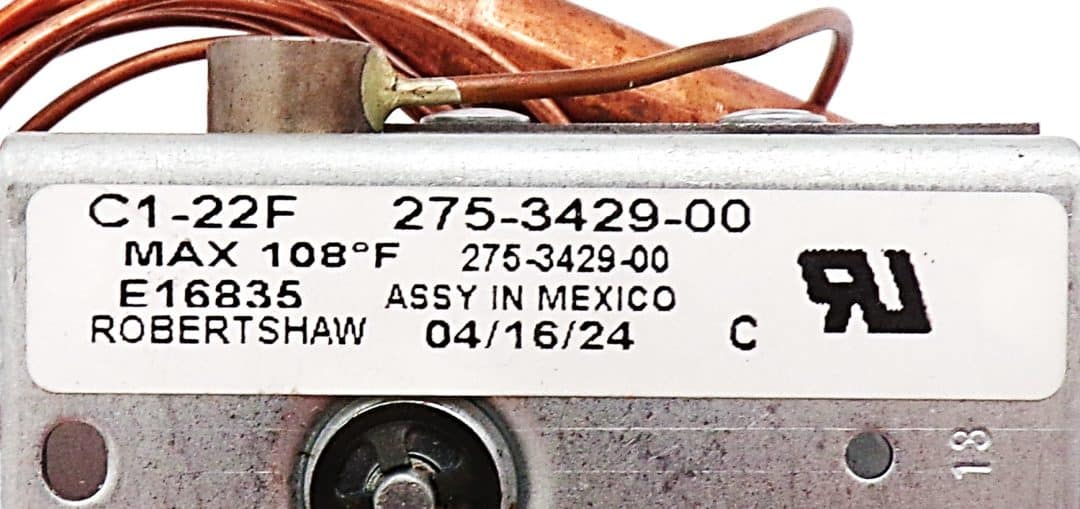 C1-22F 275-3429-00
MAX 108°F 275-3429-00
E16835 ASSY IN MEXICO
ROBERTSHAW 04/16/24 C
RU
18